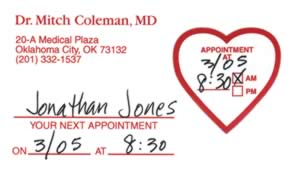 Dr. Mitch Coleman, MD
20-A Medical Plaza
Oklahoma City, OK 73132
(201) 332-1537
APPOINTMENT
AT
3/05
8:30 AM
PM
Jonathan Jones
YOUR NEXT APPOINTMENT
ON 3/05 AT 8:30